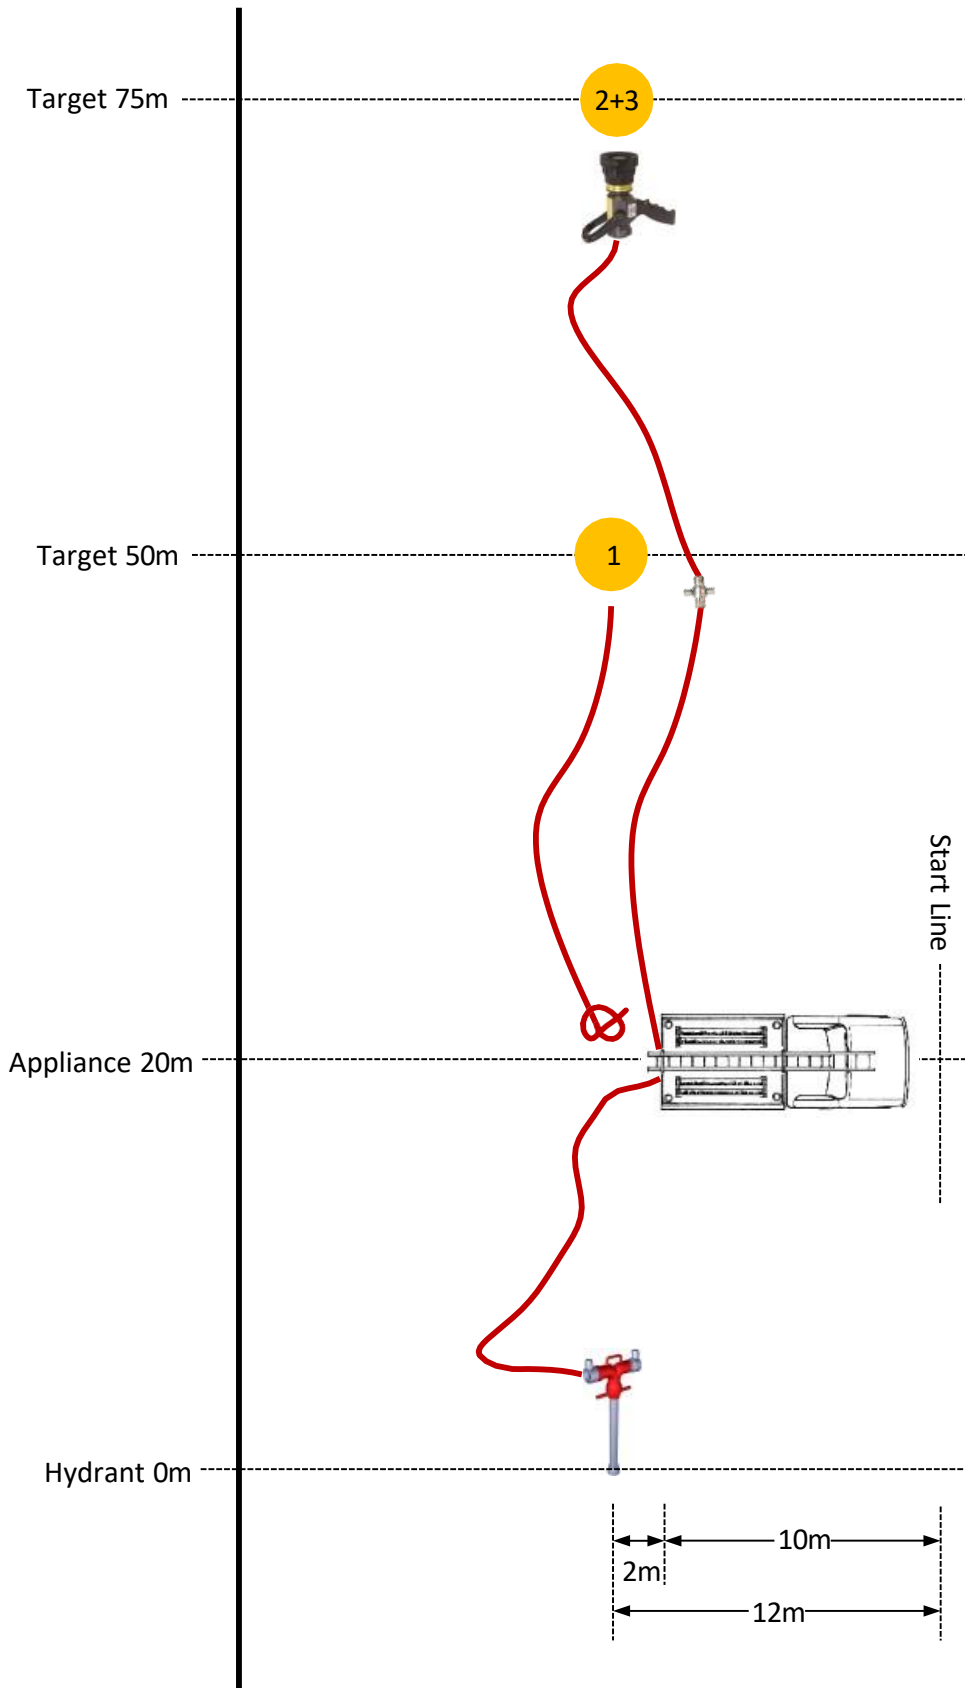 Target 75m
2+3
Target 50m
1
Start Line
Appliance 20m
Hydrant 0m
10m
2m
12m